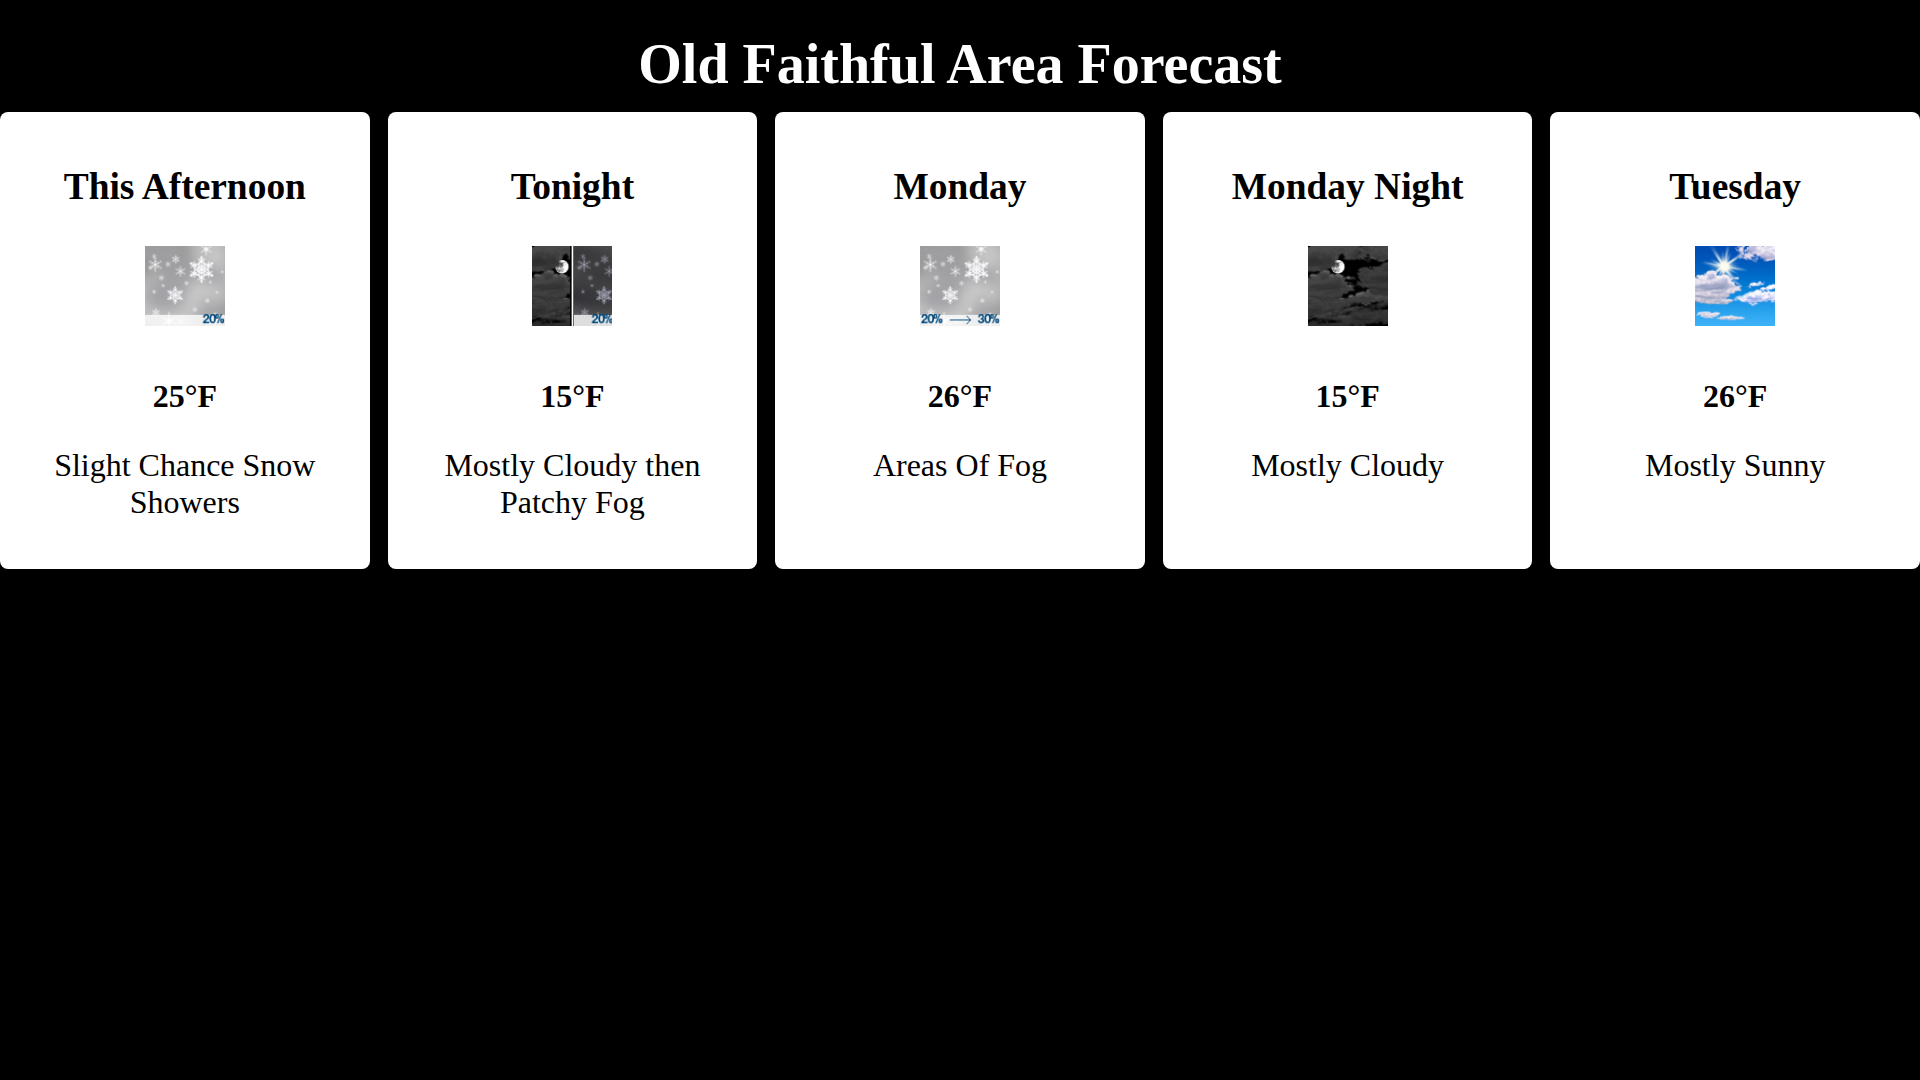 Old Faithful Area Forecast
This Afternoon
20%
25°F
Slight Chance Snow
Showers
Tonight
20%
15°F
Mostly Cloudy then
Patchy Fog
Monday
20% → 30%
26°F
Areas Of Fog
Monday Night
15°F
Mostly Cloudy
Tuesday
26°F
Mostly Sunny